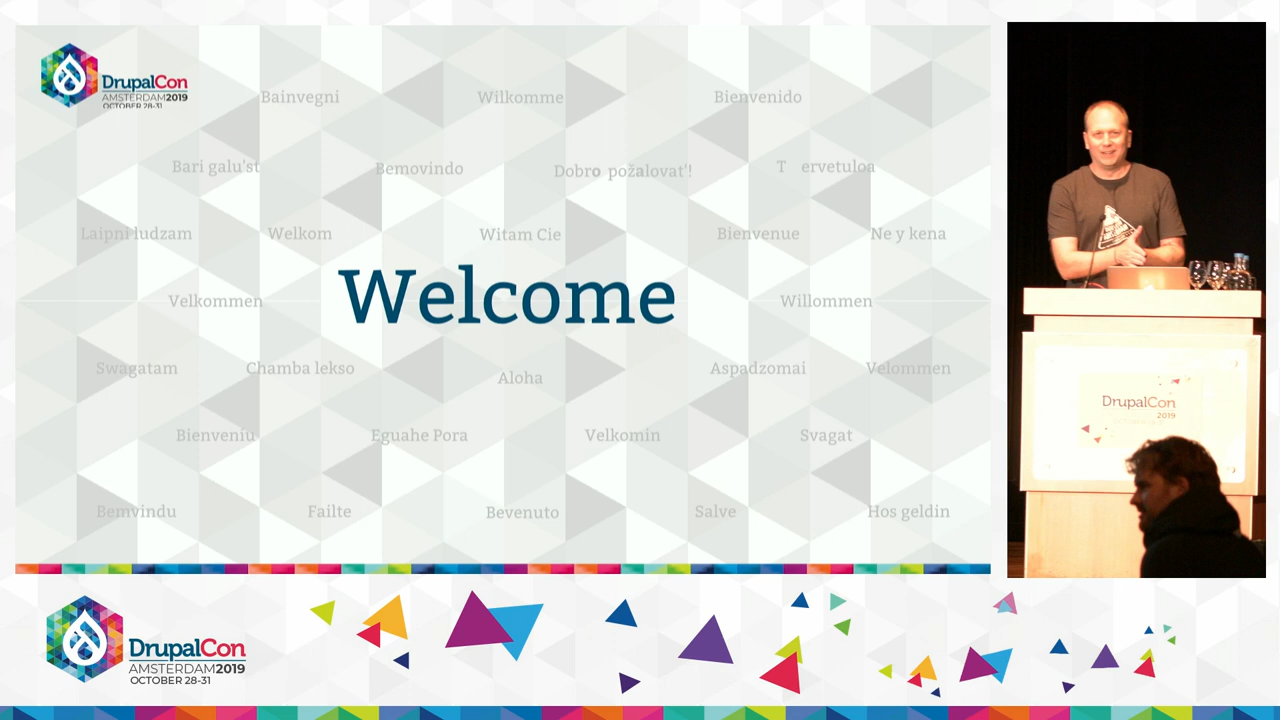 DrupalCon
AMSTERDAM2019
OCTOBER 28-31
Bainvegni
Wilkomme
Bienvenido
Bari galu'st
Bemovindo
Dobro požalovat'!
T ervetuloa
Laipni ludzam
Welkom
Witam Cie
Bienvenue
Ne y kena
Velkommen
Welcome
Willommen
Swagatam
Chamba lekso
Aloha
Aspadzomai
Velommen
Bienveniu
Eguahe Pora
Velkomin
Svagat
Bemvindu
Failte
Bevenuto
Salve
Hos geldin
DrupalCon
2019
DrupalCon
AMSTERDAM2019
OCTOBER 28-31